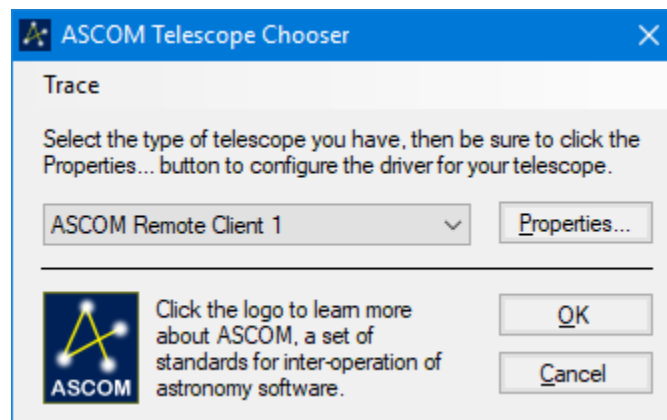 ASCOM Telescope Chooser
Trace
Select the type of telescope you have, then be sure to click the
Properties... button to configure the driver for your telescope.
ASCOM Remote Client 1
Properties...
Click the logo to learn more
about ASCOM, a set of
standards for inter-operation of
astronomy software.
ASCOM
OK
Cancel